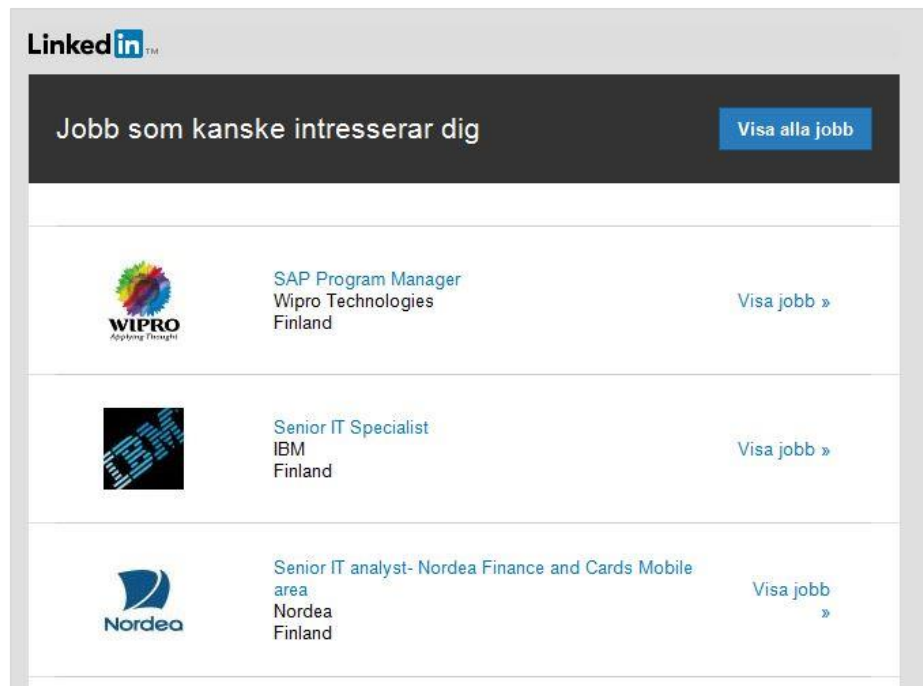 Linked in TM
Jobb som kanske intresserar dig
Visa alla jobb
WIPRO
Applying Thought
SAP Program Manager
Wipro Technologies
Finland
Visa jobb »
IBM
Senior IT Specialist
IBM
Finland
Visa jobb »
Nordea
Senior IT analyst- Nordea Finance and Cards Mobile
area
Nordea
Finland
Visa jobb
»